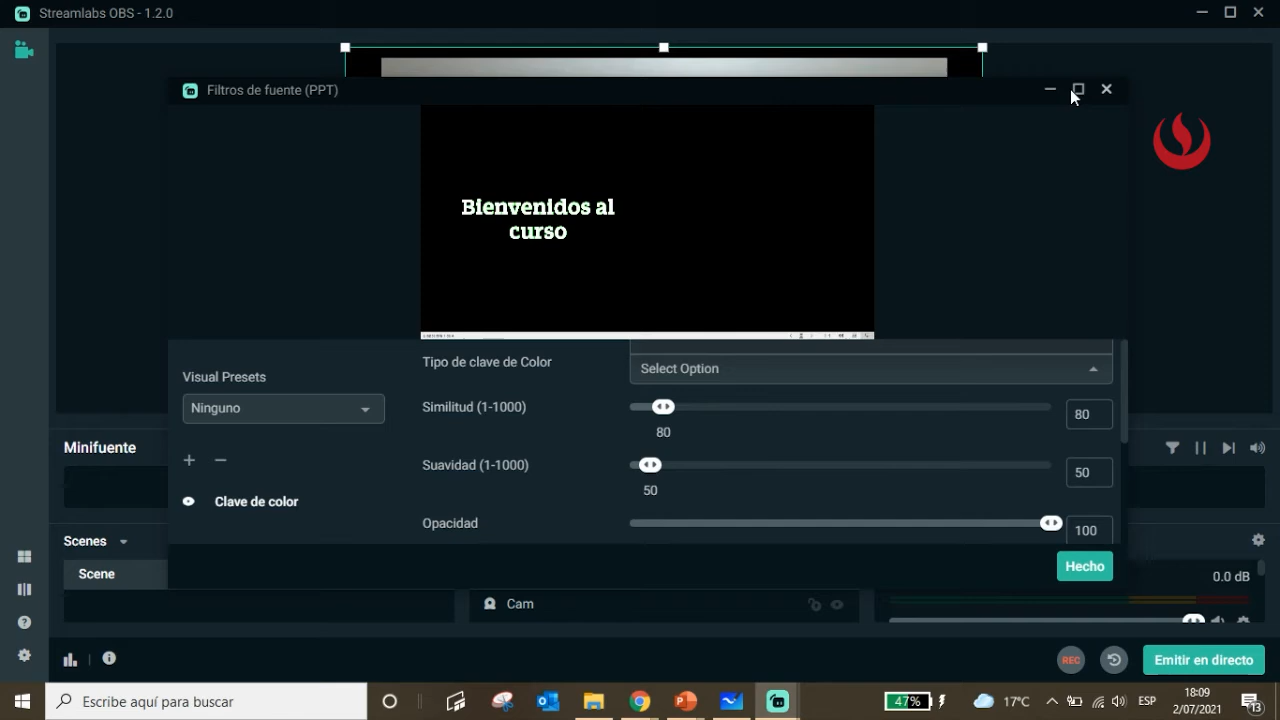 Streamlabs OBS - 1.2.0
Filtros de fuente (PPT)
Bienvenidos al
curso
Tipo de clave de Color
Select Option
Visual Presets
Ninguno
Similitud (1-1000)
80
80
Suavidad (1-1000)
50
50
Clave de color
Opacidad
100
Hecho
Minifuente
Scenes
Scene
Cam
0.0 dB
REC
Emitir en directo
Escribe aquí para buscar
47%
17°C
ESP
18:09
2/07/2021
13